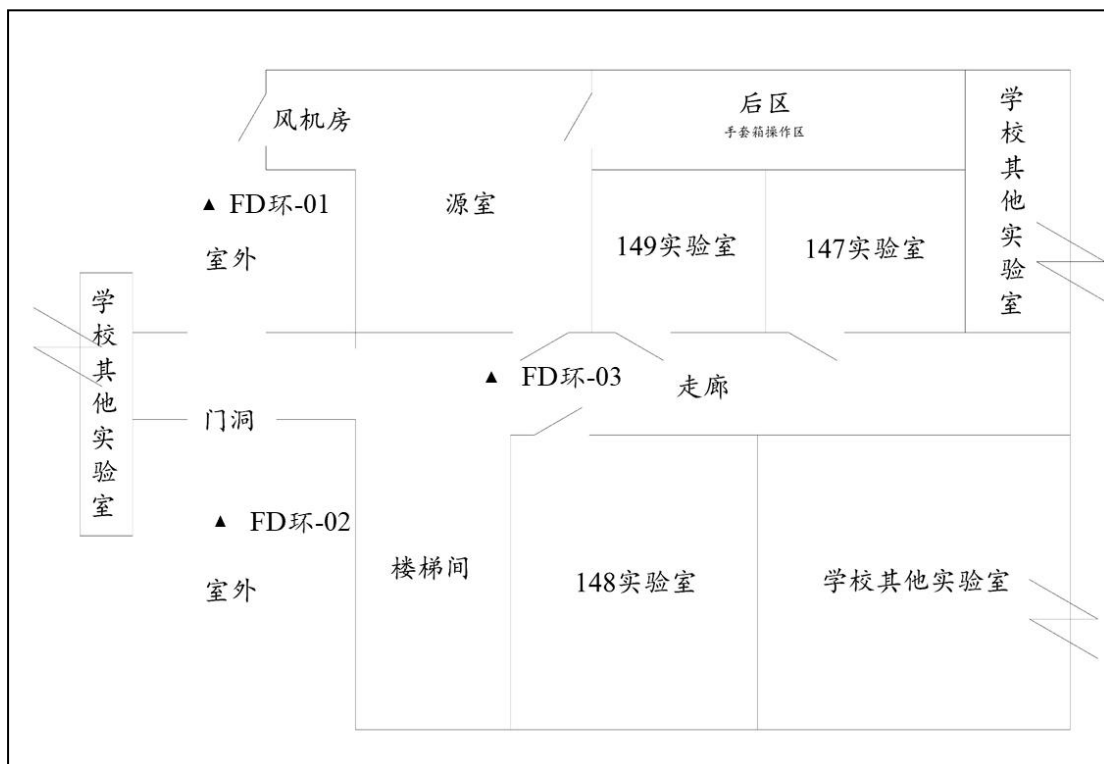 风机房
后区
手套箱操作区
学校其他实验室
▲ FD环-01
源室
室外
149实验室
147实验室
学校其他实验室
▲ FD环-03
走廊
门洞
▲ FD环-02
室外
楼梯间
148实验室
学校其他实验室